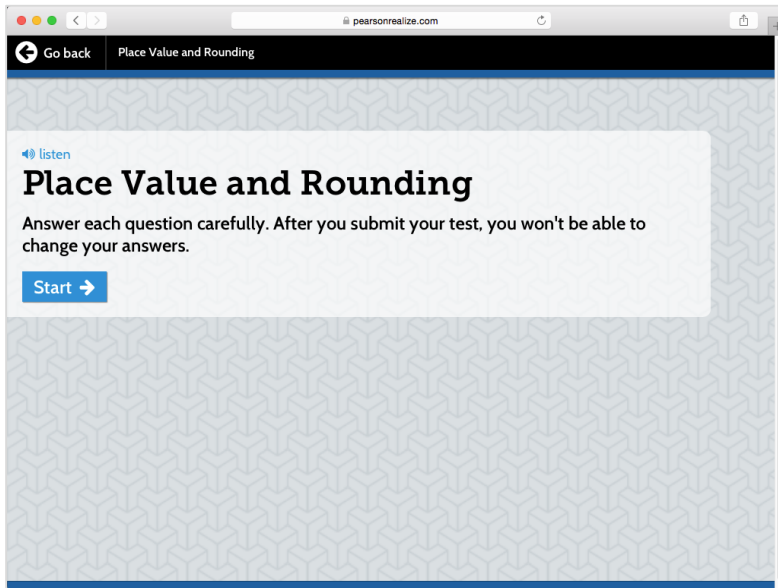 pearsonrealize.com
Go back
Place Value and Rounding
listen
Place Value and Rounding
Answer each question carefully. After you submit your test, you won't be able to
change your answers.
Start